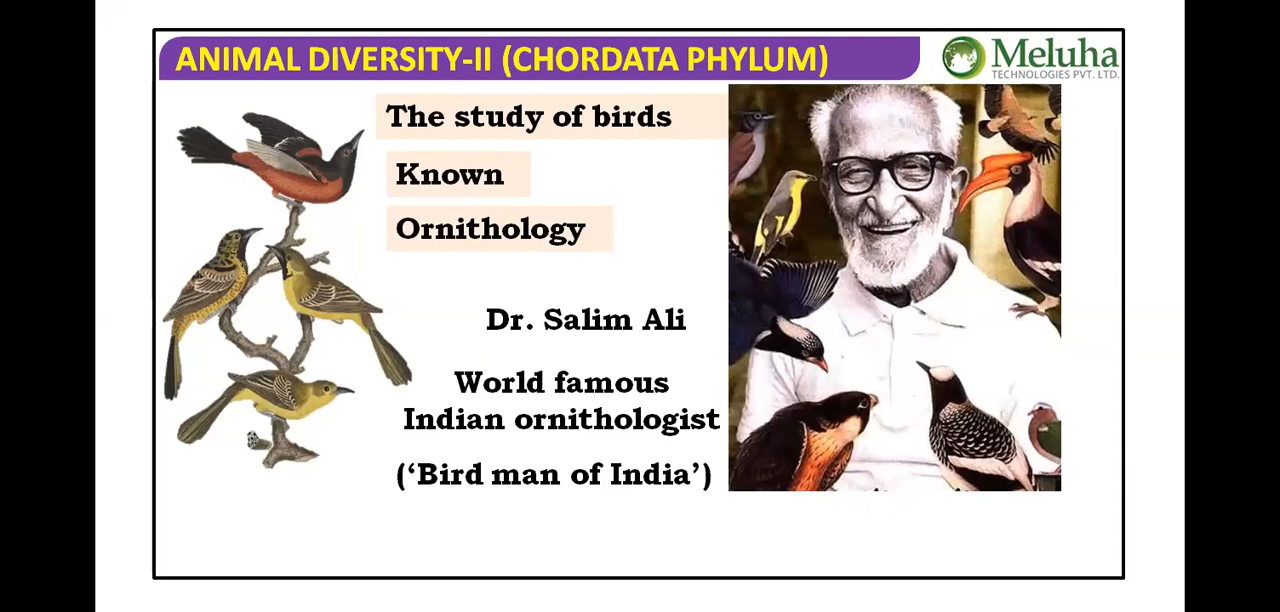 ANIMAL DIVERSITY-II (CHORDATA PHYLUM)
Meluha
TECHNOLOGIES PVT. LTD.
The study of birds
Known
Ornithology
Dr. Salim Ali
World famous
Indian ornithologist
(‘Bird man of India’)